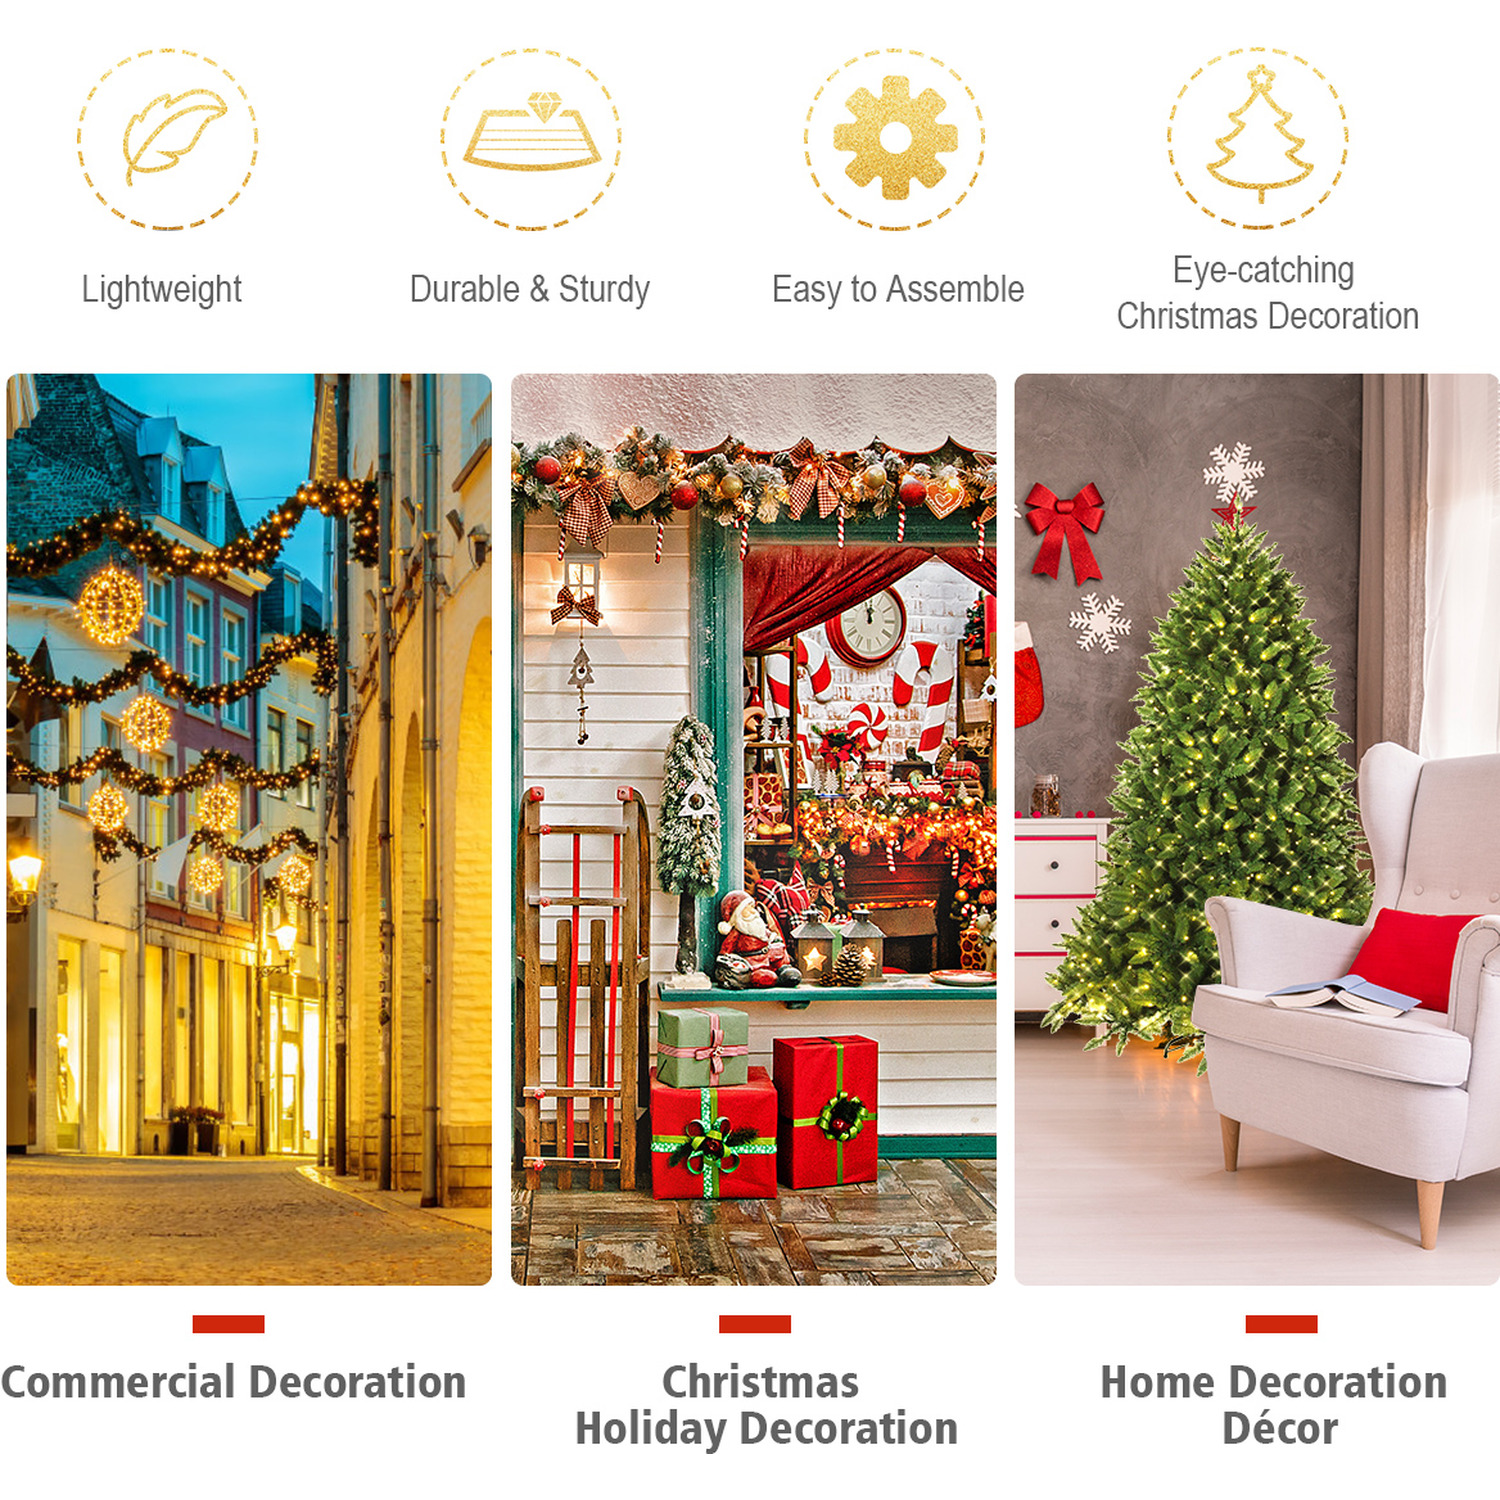 Lightweight
Durable & Sturdy
Easy to Assemble
Eye-catching
Christmas Decoration
Commercial Decoration
Christmas
Holiday Decoration
Home Decoration
Décor